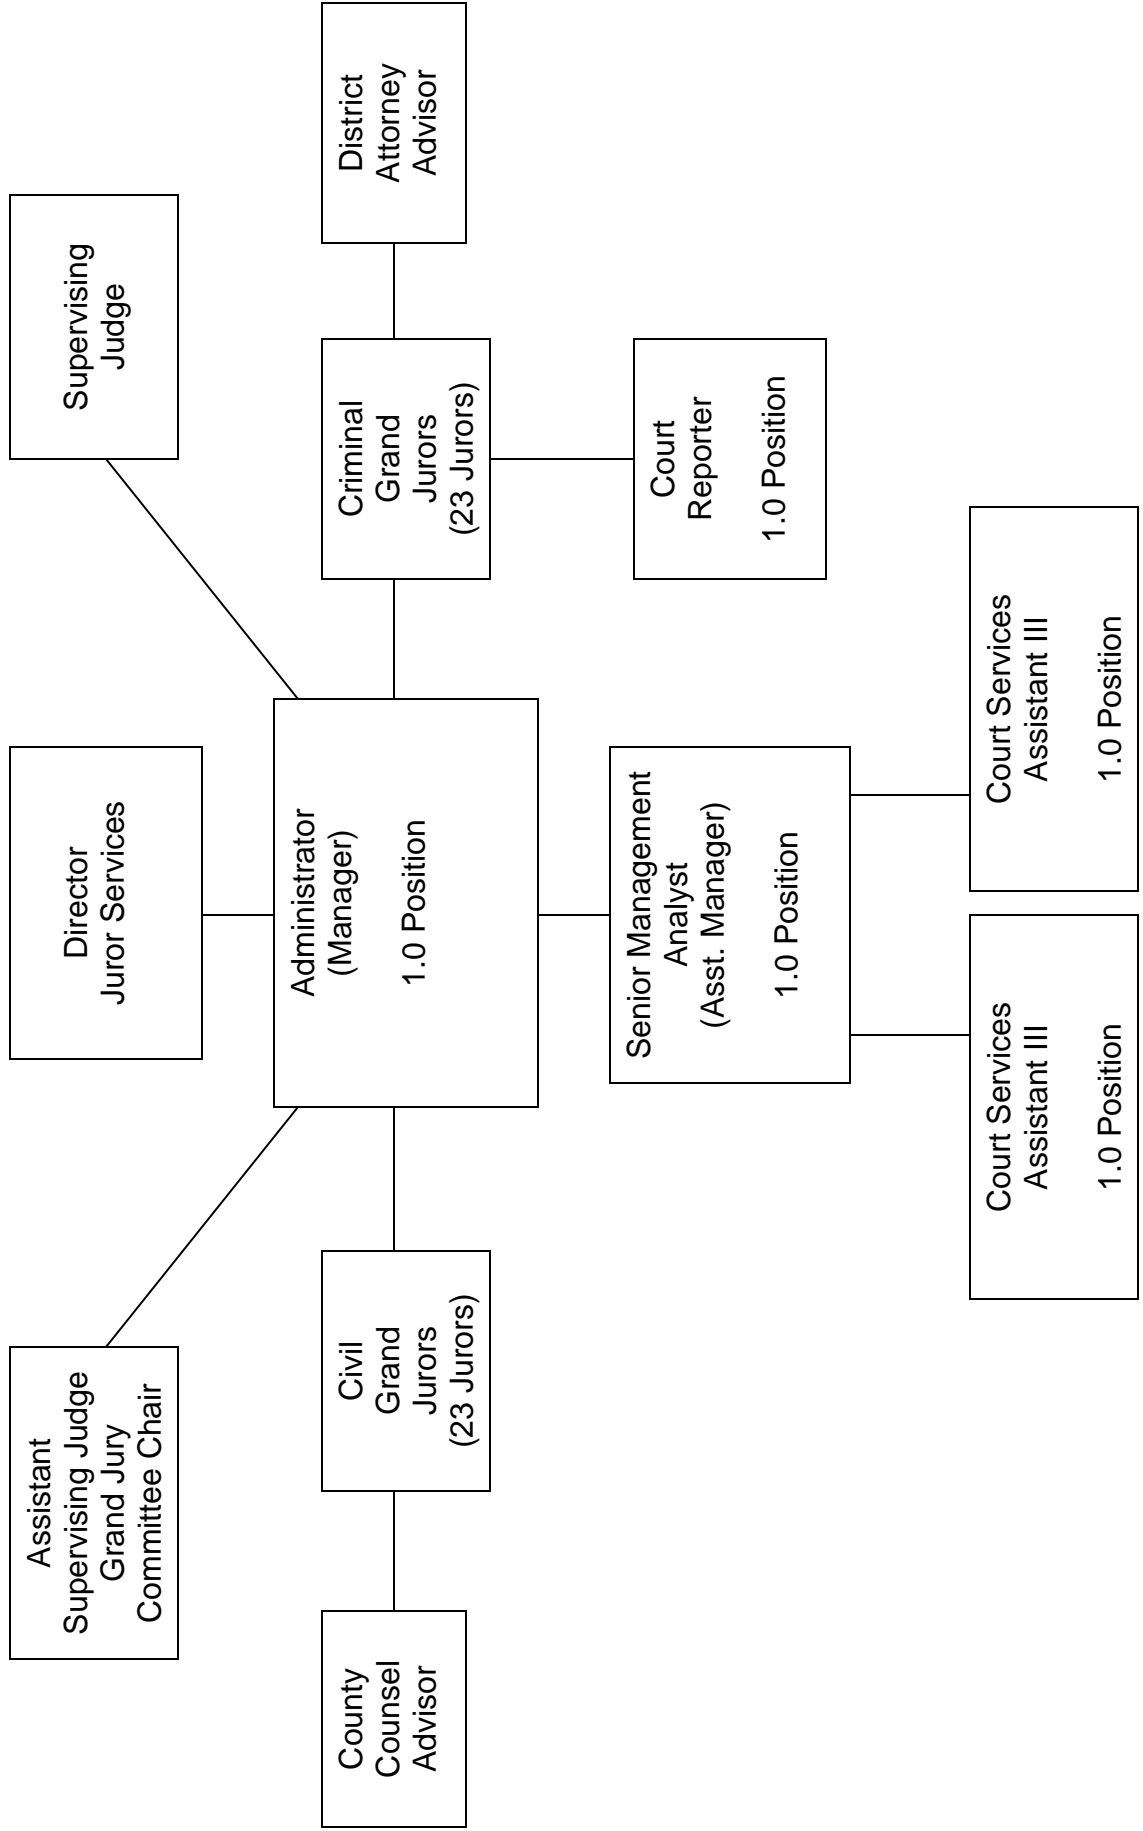 Assistant
Supervising Judge
Grand Jury
Committee Chair
Director
Juror Services
Supervising
Judge
County
Counsel
Advisor
Civil
Grand
Jurors
(23 Jurors)
Administrator
(Manager)
1.0 Position
Criminal
Grand
Jurors
(23 Jurors)
District
Attorney
Advisor
Senior Management
Analyst
(Asst. Manager)
1.0 Position
Court
Reporter
1.0 Position
Court Services
Assistant III
1.0 Position
Court Services
Assistant III
1.0 Position